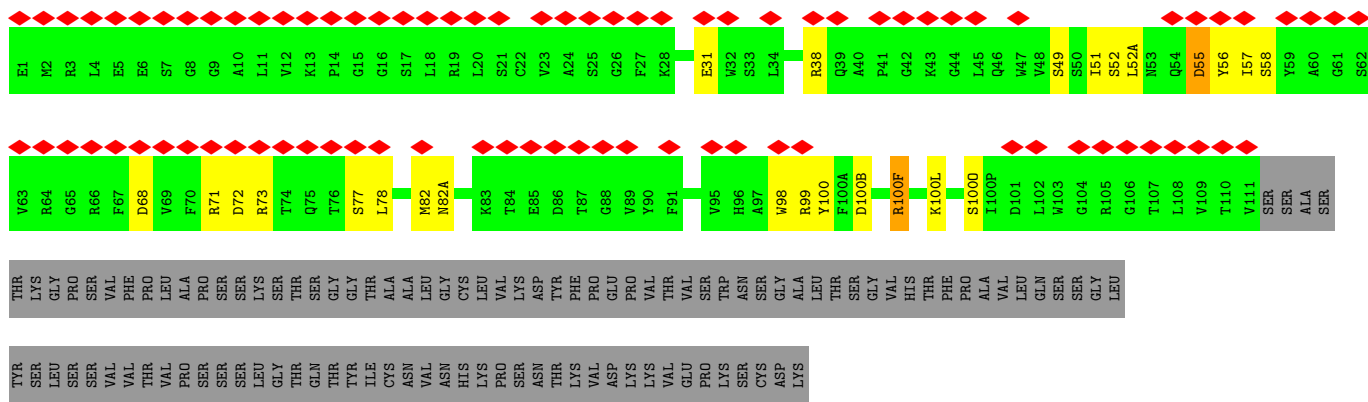 E1 M2 R3 L4 E5 E6 S7 G8 G9 A10 L11 V12 K13 P14 G15 G16 S17 L18 R19 L20 S21 C22 V23 A24 S25 G26 F27 K28 E31 W32 S33 L34 R38 Q39 A40 P41 G42 K43 G44 L45 Q46 W47 V48 S49 S50 I51 S52 L52A N53 Q54 D55 Y56 I57 S58 Y59 A60 G61 S62
V63 R64 G65 R66 F67 D68 V69 F70 R71 D72 R73 T74 Q75 T76 S77 L78 M82 N82A K83 T84 E85 D86 T87 G88 V89 Y90 F91 V95 H96 A97 W98 R99 Y100 F100A D100B R100F K100L S100O I100P D101 L102 W103 G104 R105 G106 T107 L108 V109 T110 V111 SER SER ALA SER
THR LYS GLY PRO SER VAL PHE PRO LEU ALA PRO SER SER LYS SER THR SER GLY GLY THR ALA ALA LEU GLY CYS LEU VAL LYS ASP TYR PHE PRO GLU PRO VAL THR VAL SER TRP ASN SER GLY ALA LEU THR SER GLY VAL HIS THR PHE PRO ALA VAL LEU GLN SER SER GLY LEU
TYR SER LEU SER SER VAL VAL THR VAL PRO SER SER SER LEU GLY THR GLN THR TYR ILE CYS ASN VAL ASN HIS LYS PRO SER ASN THR LYS VAL ASP LYS LYS VAL GLU PRO LYS SER CYS ASP LYS